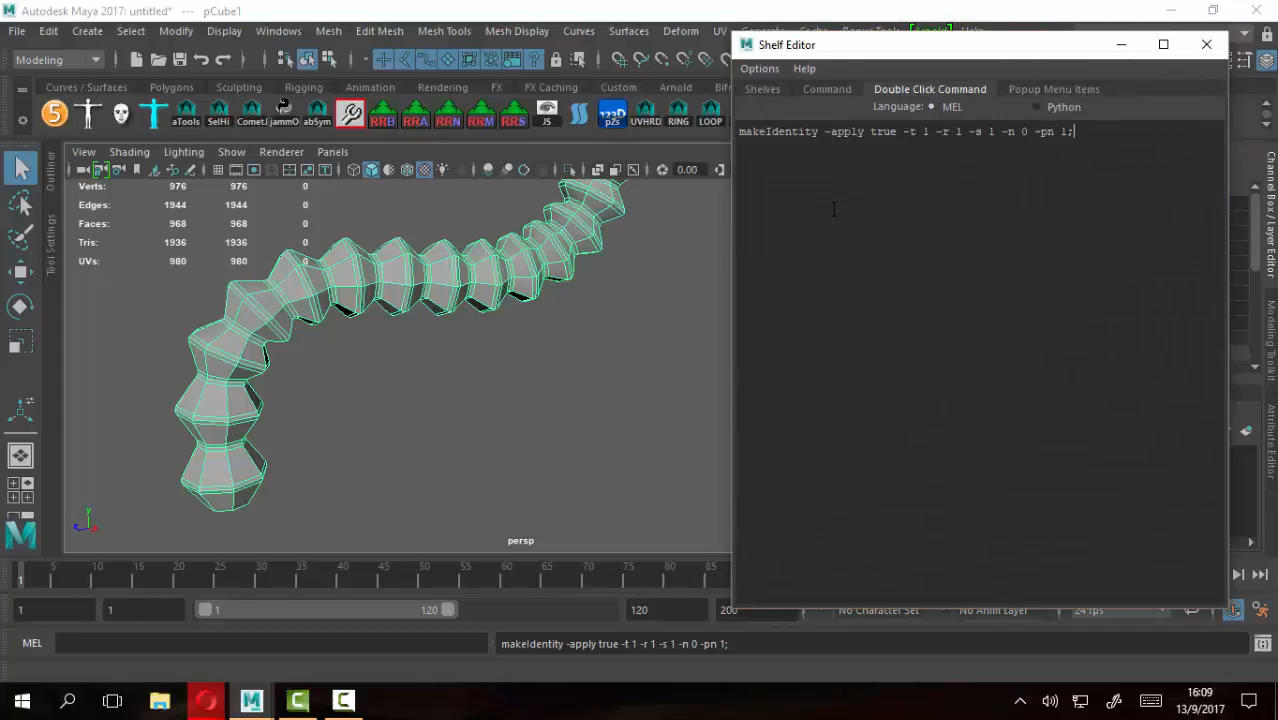 Autodesk Maya 2017: untitled* --- pCube1
File Edit Create Select Modify Display Windows Mesh Edit Mesh Mesh Tools Mesh Display Curves Surfaces Deform UV
Shelf Editor
Options Help
Modeling
Curves / Surfaces Polygons Sculpting Rigging Animation Rendering FX FX Caching Custom Arnold
Shelves Command Double Click Command Popup Menu Items
Language: MEL Python
aTools SelHi CometJ jammO abSym RRB RRA RRM RRS JS UVHRD RING LOOP
makeIdentity -apply true -t 1 -r 1 -s 1 -n 0 -pn 1;
View Shading Lighting Show Renderer Panels
0.00
Verts: 976 976 0
Edges: 1944 1944 0
Faces: 968 968 0
Tris: 1936 1936 0
UVs: 980 980 0
Outliner
Tool Settings
Channel Box / Layer Editor
Modeling Toolkit
Attribute Editor
y
z
persp
1 5 10 15 20 25 30 35 40 45 50 55 60 65
1 1 1 120 120 200 No Character Set No Anim Layer 24 fps
MEL makeIdentity -apply true -t 1 -r 1 -s 1 -n 0 -pn 1;
16:09
13/9/2017